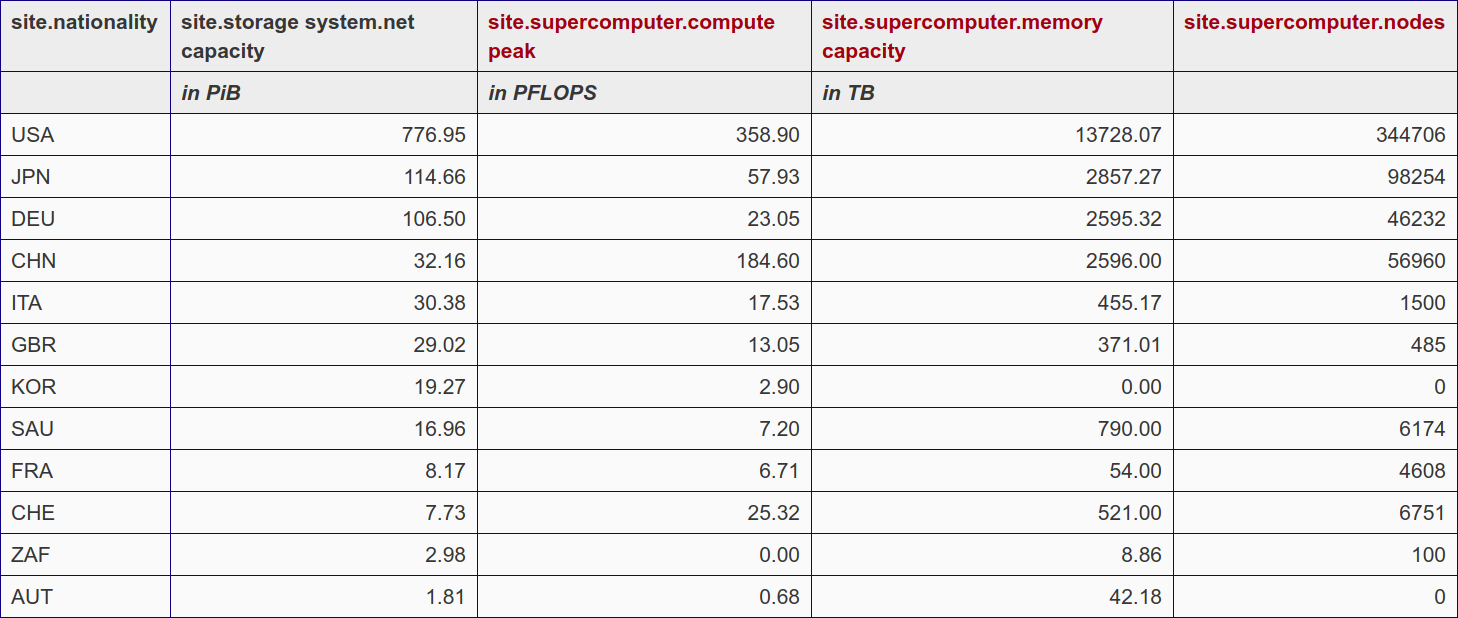 site.nationality site.storage system.net capacity site.supercomputer.compute peak site.supercomputer.memory capacity site.supercomputer.nodes
in PiB in PFLOPS in TB
USA 776.95 358.90 13728.07 344706
JPN 114.66 57.93 2857.27 98254
DEU 106.50 23.05 2595.32 46232
CHN 32.16 184.60 2596.00 56960
ITA 30.38 17.53 455.17 1500
GBR 29.02 13.05 371.01 485
KOR 19.27 2.90 0.00 0
SAU 16.96 7.20 790.00 6174
FRA 8.17 6.71 54.00 4608
CHE 7.73 25.32 521.00 6751
ZAF 2.98 0.00 8.86 100
AUT 1.81 0.68 42.18 0